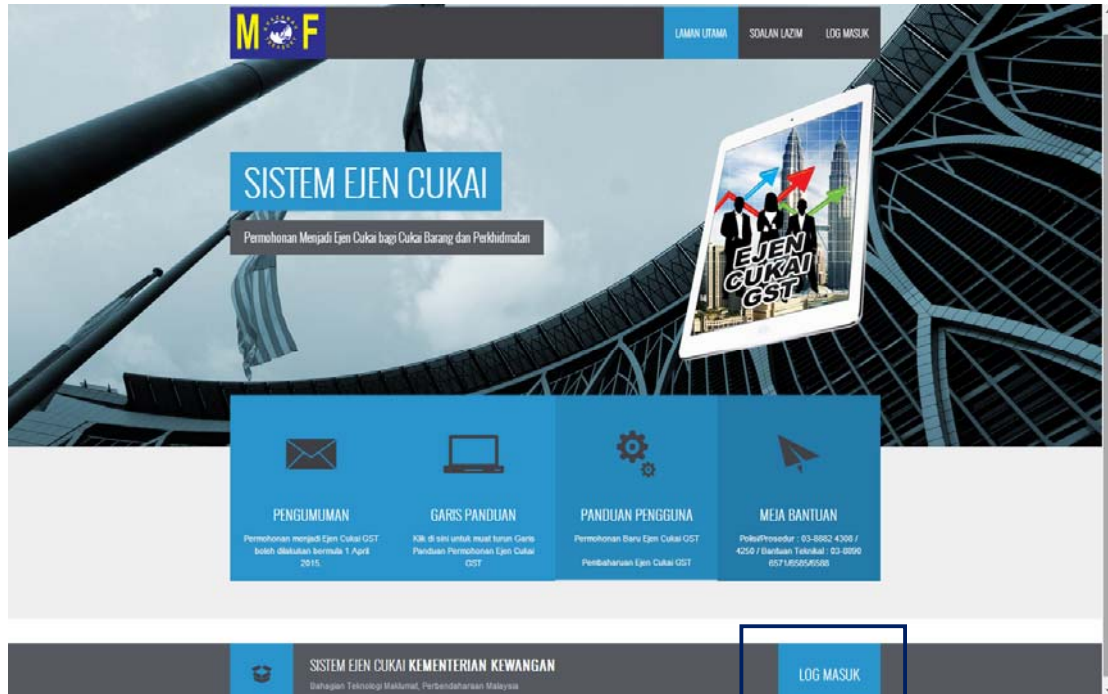 M F
LAMAN UTAMA SOALAN LAZIM LOG MASUK
SISTEM EJEN CUKAI
Permohonan Menjadi Ejen Cukai bagi Cukai Barang dan Perkhidmatan
EJEN
CUKAI
GST
PENGUMUMAN
Permohonan menjadi Ejen Cukai GST
boleh dilakukan bermula 1 April
2015.
GARIS PANDUAN
Klik di sini untuk muat turun Garis
Panduan Permohonan Ejen Cukai
GST
PANDUAN PENGGUNA
Permohonan Baru Ejen Cukai GST
Pembaharuan Ejen Cukai GST
MEJA BANTUAN
Polisi/Prosedur : 03-8882 4308 /
4250 / Bantuan Teknikal : 03-8890
6571/6585/6588
SISTEM EJEN CUKAI KEMENTERIAN KEWANGAN
Bahagian Teknologi Maklumat, Perbendaharaan Malaysia
LOG MASUK